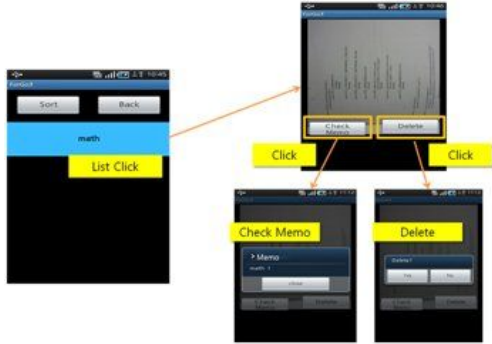 10:45
Sort
Back
math
List Click
10:46
Check
Memo
Delete
Click
Click
Check Memo
> Memo
math 1
close
Check
Memo
Delete
Delete
Delete?
Yes
No
Check
Memo
Delete